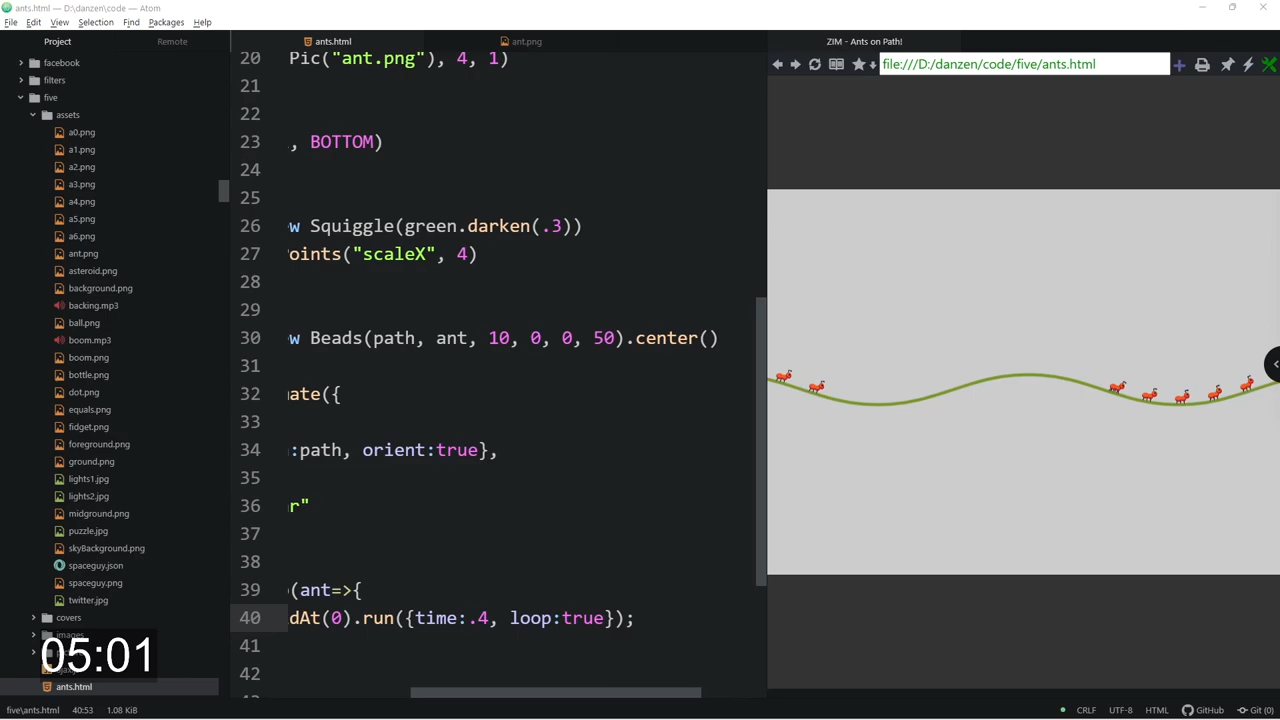 ants.html — D:\danzen\code — Atom
File Edit View Selection Find Packages Help
Project Remote
facebook
filters
five
assets
a0.png
a1.png
a2.png
a3.png
a4.png
a5.png
a6.png
ant.png
asteroid.png
background.png
backing.mp3
ball.png
boom.mp3
boom.png
bottle.png
dot.png
equals.png
fidget.png
foreground.png
ground.png
lights1.jpg
lights2.jpg
midground.png
puzzle.jpg
skyBackground.png
spaceguy.json
spaceguy.png
twitter.jpg
covers
images
05:01
ants.html
ants.html ant.png
20 Pic("ant.png"), 4, 1)
21
22
23 , BOTTOM)
24
25
26 w Squiggle(green.darken(.3))
27 oints("scaleX", 4)
28
29
30 w Beads(path, ant, 10, 0, 0, 50).center()
31
32 ate({
33
34 :path, orient:true},
35
36 r"
37
38
39 (ant=>{
40 dAt(0).run({time:.4, loop:true});
41
42
ZIM - Ants on Path!
file:///D:/danzen/code/five/ants.html
five\ants.html 40:53 1.08 KiB CRLF UTF-8 HTML GitHub Git (0)